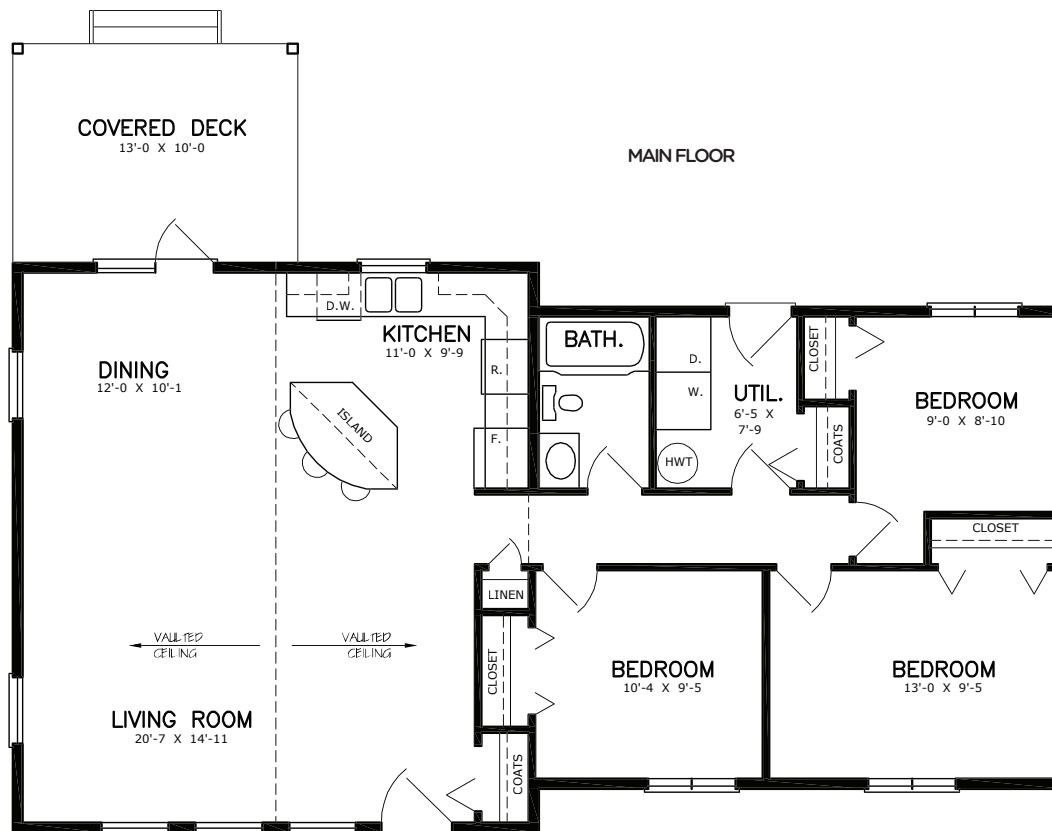 COVERED DECK
13'-0 X 10'-0
MAIN FLOOR
D.W.
KITCHEN
11'-0 X 9'-9
BATH.
D.
W.
UTIL.
6'-5 X
7'-9
HWT
CLOSET
COATS
BEDROOM
9'-0 X 8'-10
DINING
12'-0 X 10'-1
R.
F.
ISLAND
CLOSET
LINEN
VAULTED
CEILING
VAULTED
CEILING
CLOSET
BEDROOM
10'-4 X 9'-5
BEDROOM
13'-0 X 9'-5
LIVING ROOM
20'-7 X 14'-11
COATS